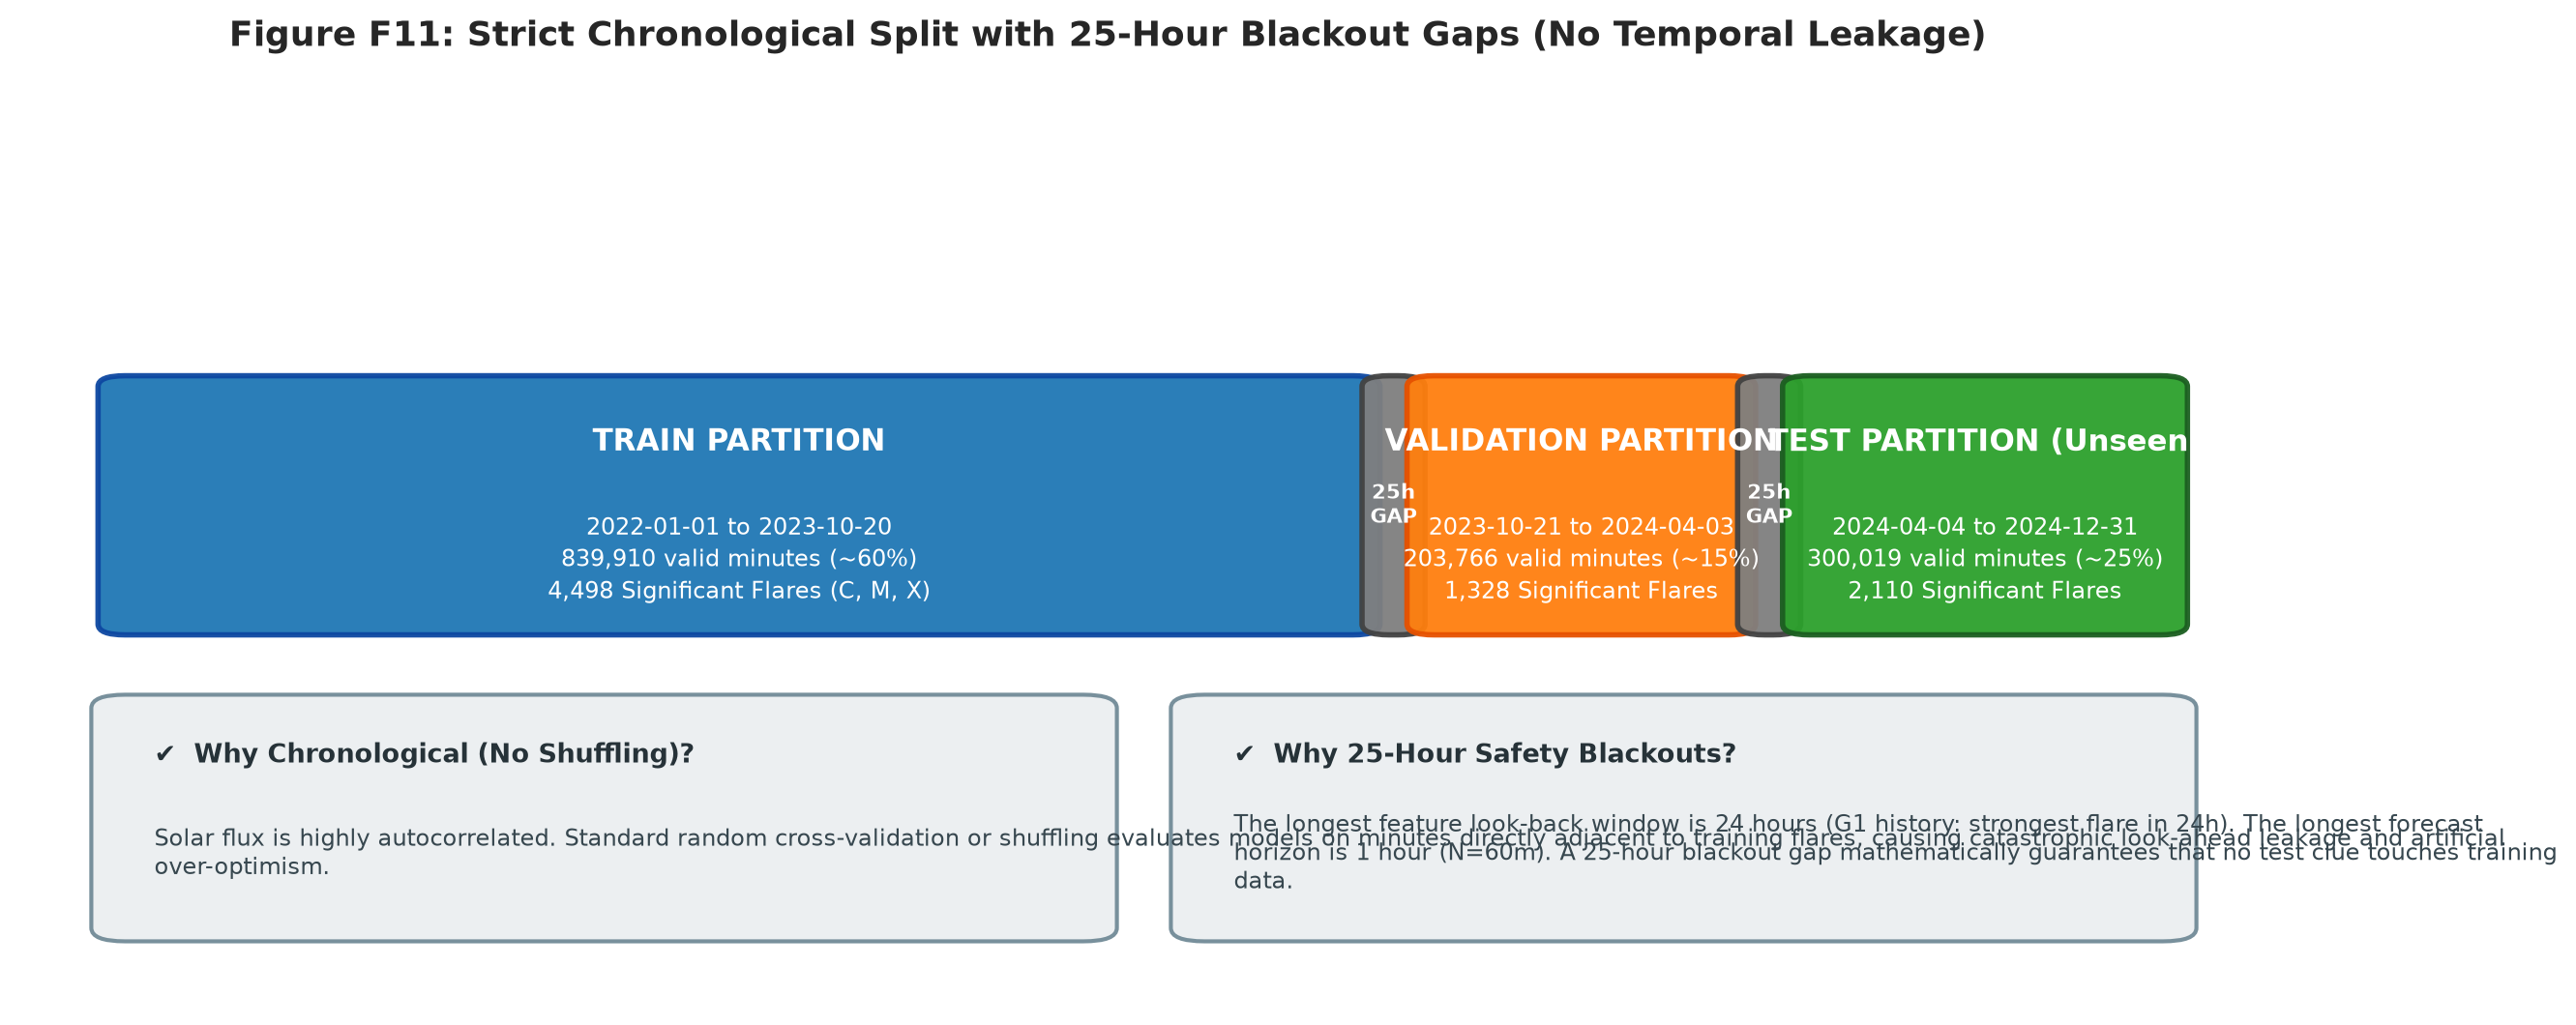 Figure F11: Strict Chronological Split with 25-Hour Blackout Gaps (No Temporal Leakage)
TRAIN PARTITION
2022-01-01 to 2023-10-20
839,910 valid minutes (~60%)
4,498 Significant Flares (C, M, X)
25h
GAP
VALIDATION PARTITION
2023-10-21 to 2024-04-03
203,766 valid minutes (~15%)
1,328 Significant Flares
25h
GAP
TEST PARTITION (Unseen
2024-04-04 to 2024-12-31
300,019 valid minutes (~25%)
2,110 Significant Flares
✔ Why Chronological (No Shuffling)?
Solar flux is highly autocorrelated. Standard random cross-validation or shuffling evaluates models on minutes directly adjacent to training flares, causing catastrophic look-ahead leakage and artificial
over-optimism.
✔ Why 25-Hour Safety Blackouts?
The longest feature look-back window is 24 hours (G1 history: strongest flare in 24h). The longest forecast
horizon is 1 hour (N=60m). A 25-hour blackout gap mathematically guarantees that no test clue touches training
data.